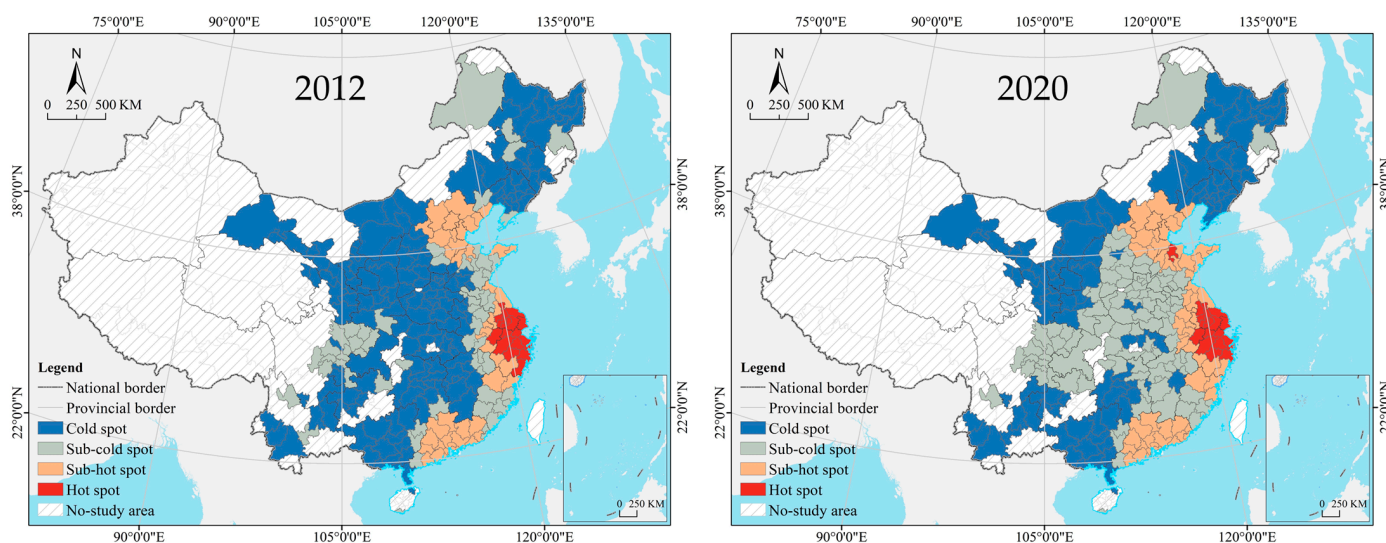 75°0'0"E 90°0'0"E 105°0'0"E 120°0'0"E 135°0'0"E
N
2012
0 250 500 KM
38°0'0"N
38°0'0"N
22°0'0"N
22°0'0"N
Legend
National border
Provincial border
Cold spot
Sub-cold spot
Sub-hot spot
Hot spot
No-study area
0 250 KM
90°0'0"E 105°0'0"E 120°0'0"E
75°0'0"E 90°0'0"E 105°0'0"E 120°0'0"E 135°0'0"E
N
2020
0 250 500 KM
38°0'0"N
22°0'0"N
Legend
National border
Provincial border
Cold spot
Sub-cold spot
Sub-hot spot
Hot spot
No-study area
0 250 KM
90°0'0"E 105°0'0"E 120°0'0"E